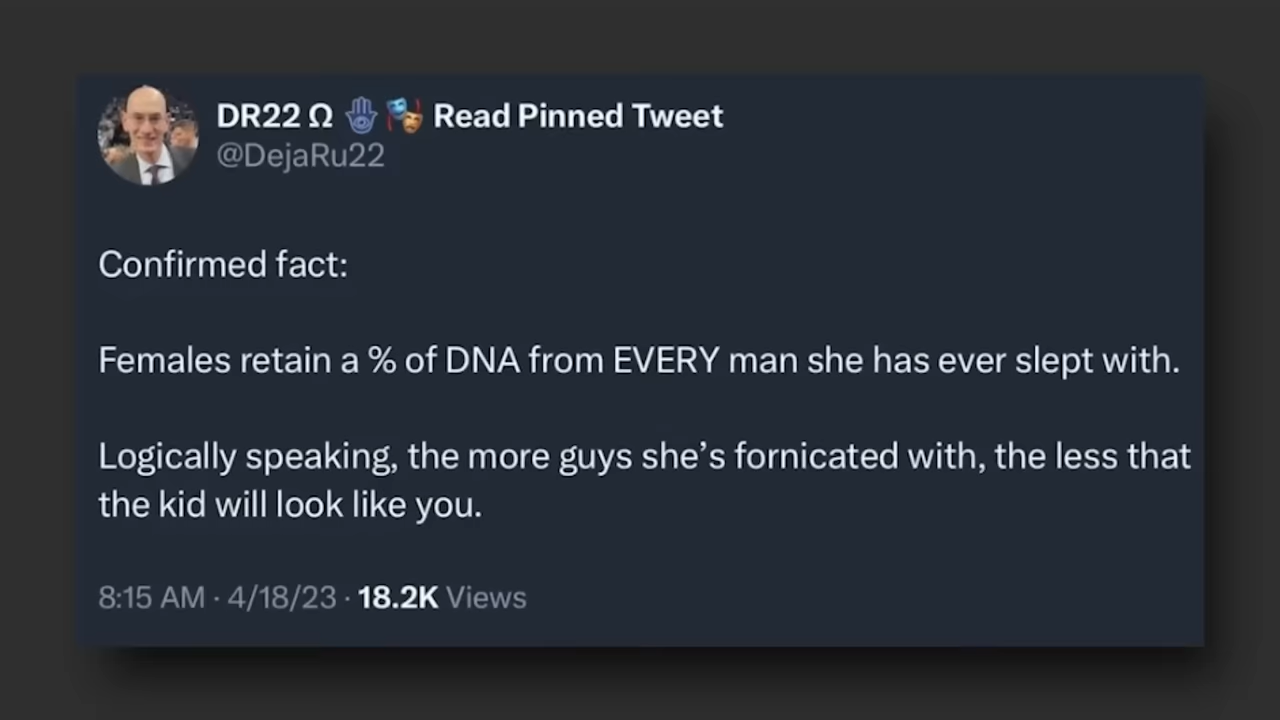 DR22 Ω 🪬🎭 Read Pinned Tweet
@DejaRu22
Confirmed fact:
Females retain a % of DNA from EVERY man she has ever slept with.
Logically speaking, the more guys she’s fornicated with, the less that
the kid will look like you.
8:15 AM · 4/18/23 · 18.2K Views